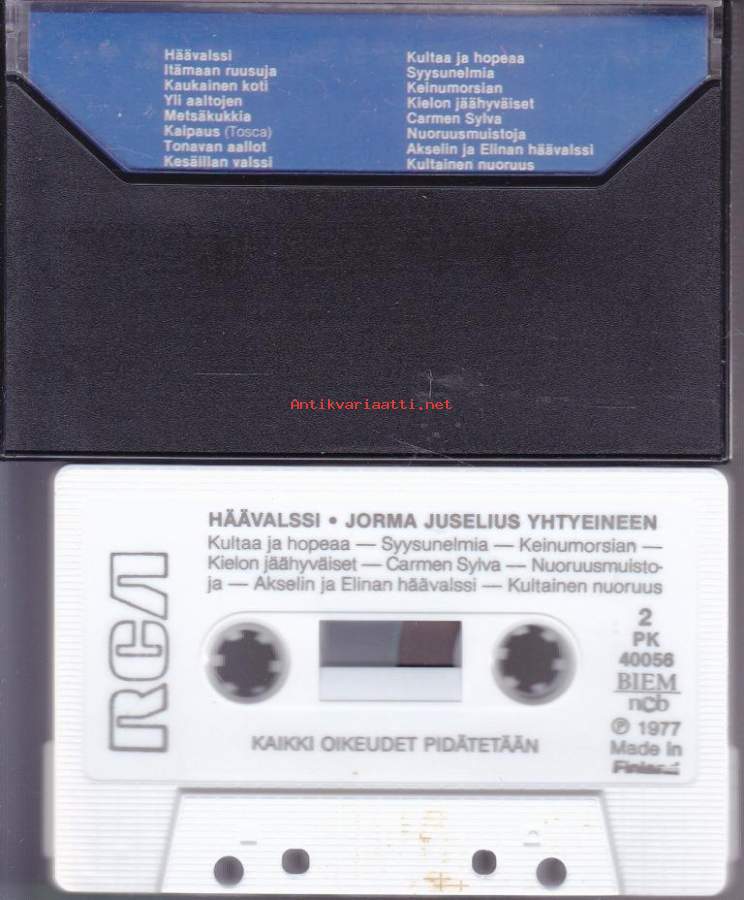 Häävalssi
Itämaan ruusuja
Kaukainen koti
Yli aaltojen
Metsäkukkia
Kaipaus (Tosca)
Tonavan aallot
Kesäillan valssi
Kultaa ja hopeaa
Syysunelmia
Keinumorsian
Kielon jäähyväiset
Carmen Sylva
Nuoruusmuistoja
Akselin ja Elinan häävalssi
Kultainen nuoruus
Antikvariaatti.net
HÄÄVALSSI • JORMA JUSELIUS YHTYEINEEN
Kultaa ja hopeaa — Syysunelmia — Keinumorsian —
Kielon jäähyväiset — Carmen Sylva — Nuoruusmuisto-
ja — Akselin ja Elinan häävalssi — Kultainen nuoruus
RCA
2
PK
40056
BIEM
ncb
℗ 1977
Made in
Finland
KAIKKI OIKEUDET PIDÄTETÄÄN